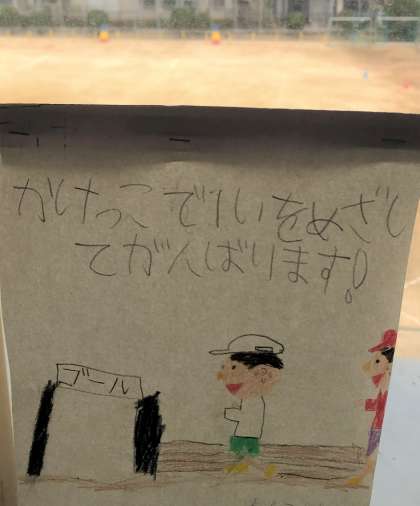 かけっこで1いをめざし
てがんばります!
ゴール